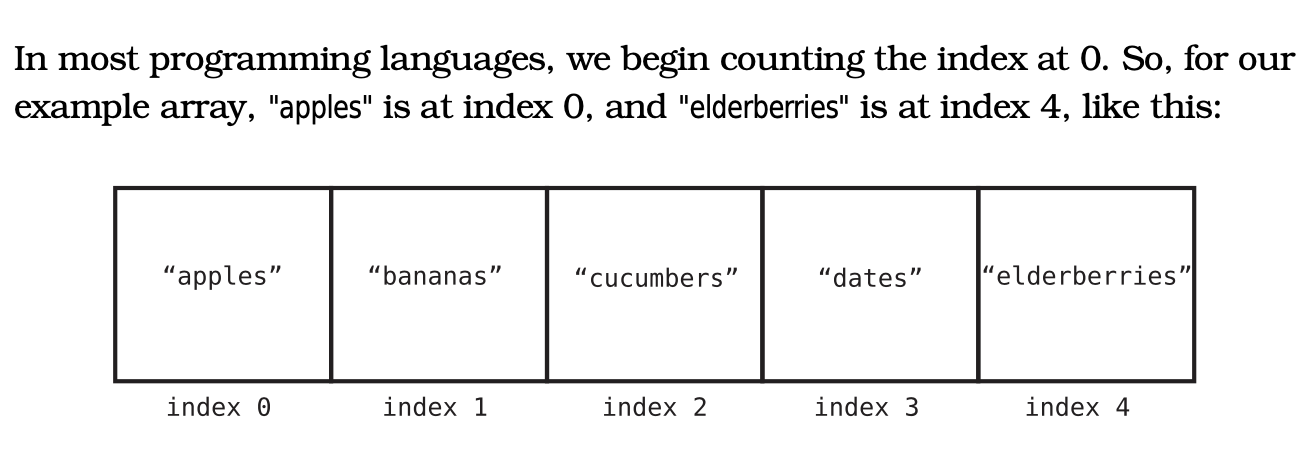 In most programming languages, we begin counting the index at 0. So, for our
example array, "apples" is at index 0, and "elderberries" is at index 4, like this:
“apples” “bananas” “cucumbers” “dates” “elderberries”
index 0 index 1 index 2 index 3 index 4